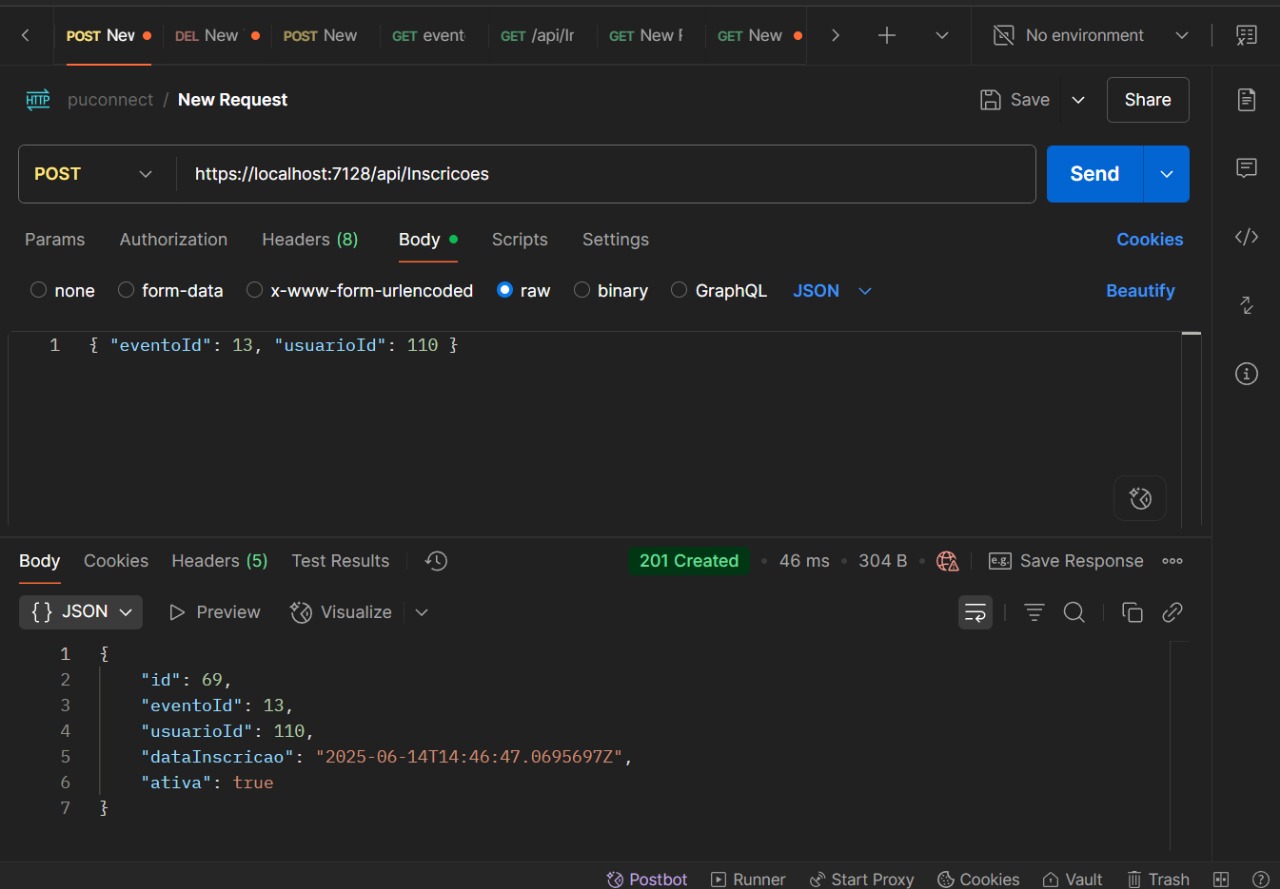 POST New DEL New POST New GET event GET /api/Ir GET New F GET New No environment
HTTP puconnect / New Request Save Share
POST https://localhost:7128/api/Inscricoes Send
Params Authorization Headers (8) Body Scripts Settings Cookies
none form-data x-www-form-urlencoded raw binary GraphQL JSON Beautify
1 { "eventoId": 13, "usuarioId": 110 }
Body Cookies Headers (5) Test Results 201 Created • 46 ms • 304 B • e.g. Save Response
{} JSON Preview Visualize
1 {
2 "id": 69,
3 "eventoId": 13,
4 "usuarioId": 110,
5 "dataInscricao": "2025-06-14T14:46:47.0695697Z",
6 "ativa": true
7 }
Postbot Runner Start Proxy Cookies Vault Trash